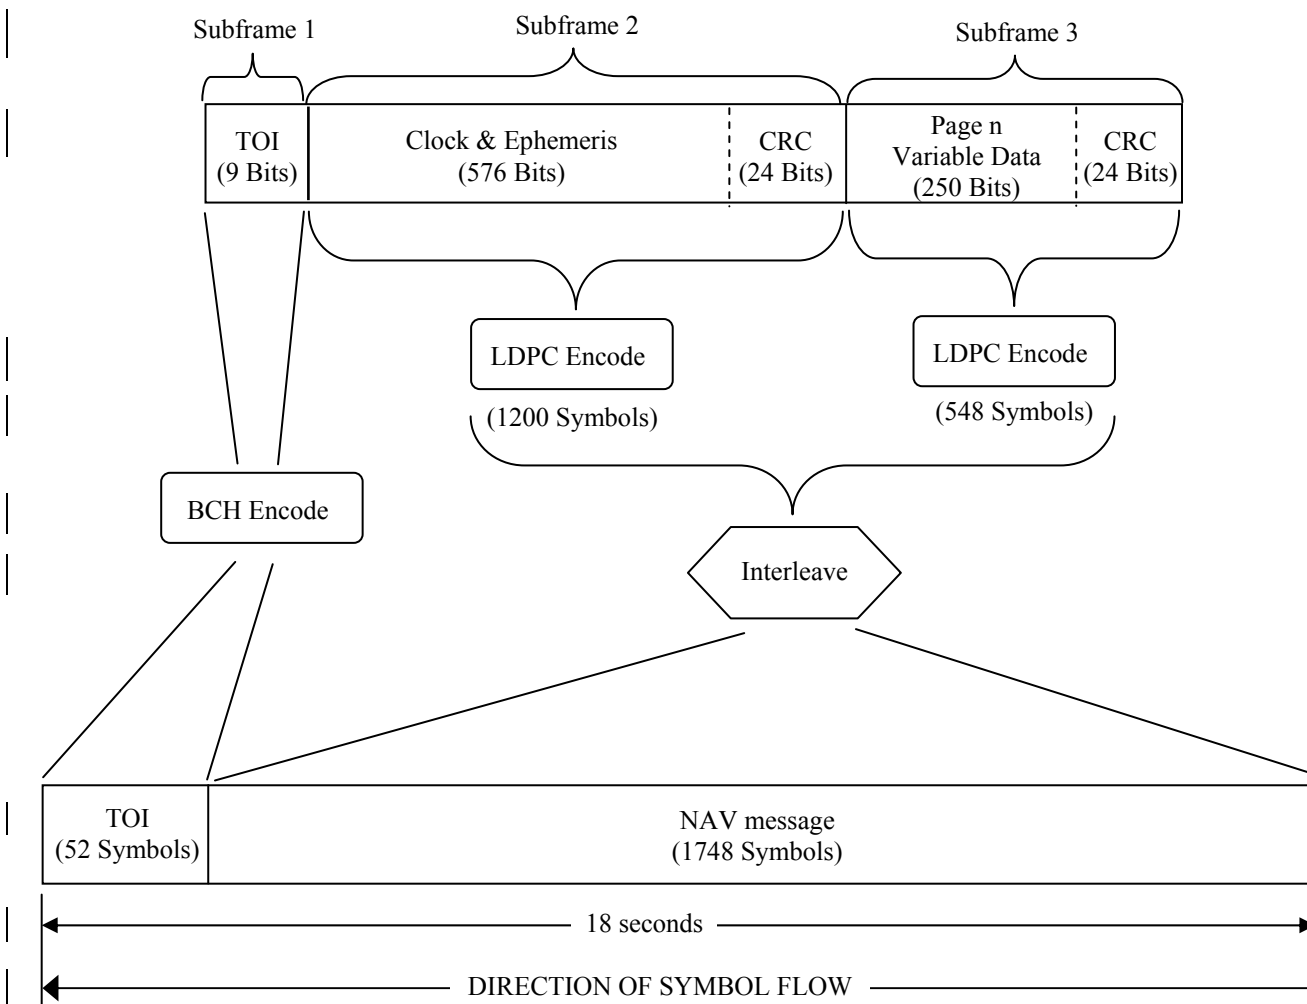 Subframe 1
Subframe 2
Subframe 3
TOI
(9 Bits)
Clock & Ephemeris
(576 Bits)
CRC
(24 Bits)
Page n
Variable Data
(250 Bits)
CRC
(24 Bits)
LDPC Encode
(1200 Symbols)
LDPC Encode
(548 Symbols)
BCH Encode
Interleave
TOI
(52 Symbols)
NAV message
(1748 Symbols)
18 seconds
DIRECTION OF SYMBOL FLOW